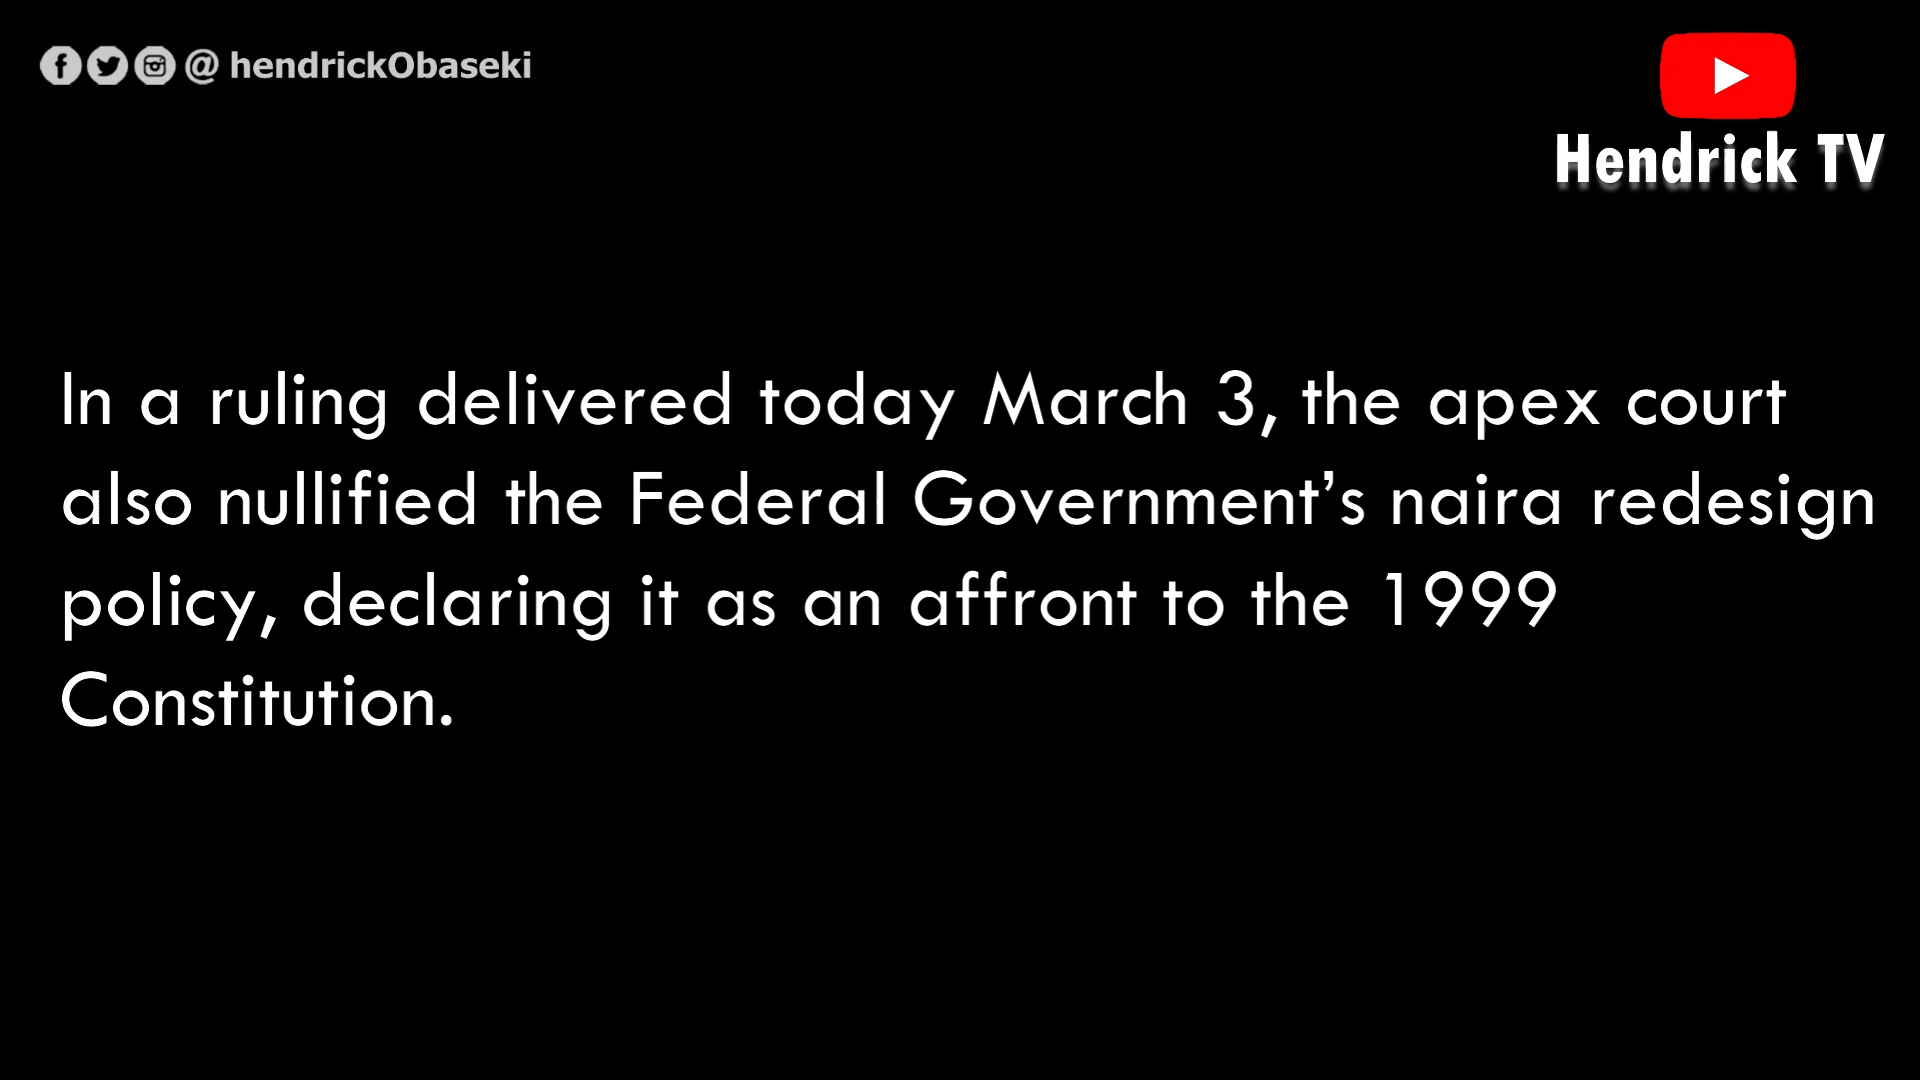 @ hendrickObaseki
Hendrick TV
In a ruling delivered today March 3, the apex court
also nullified the Federal Government’s naira redesign
policy, declaring it as an affront to the 1999
Constitution.